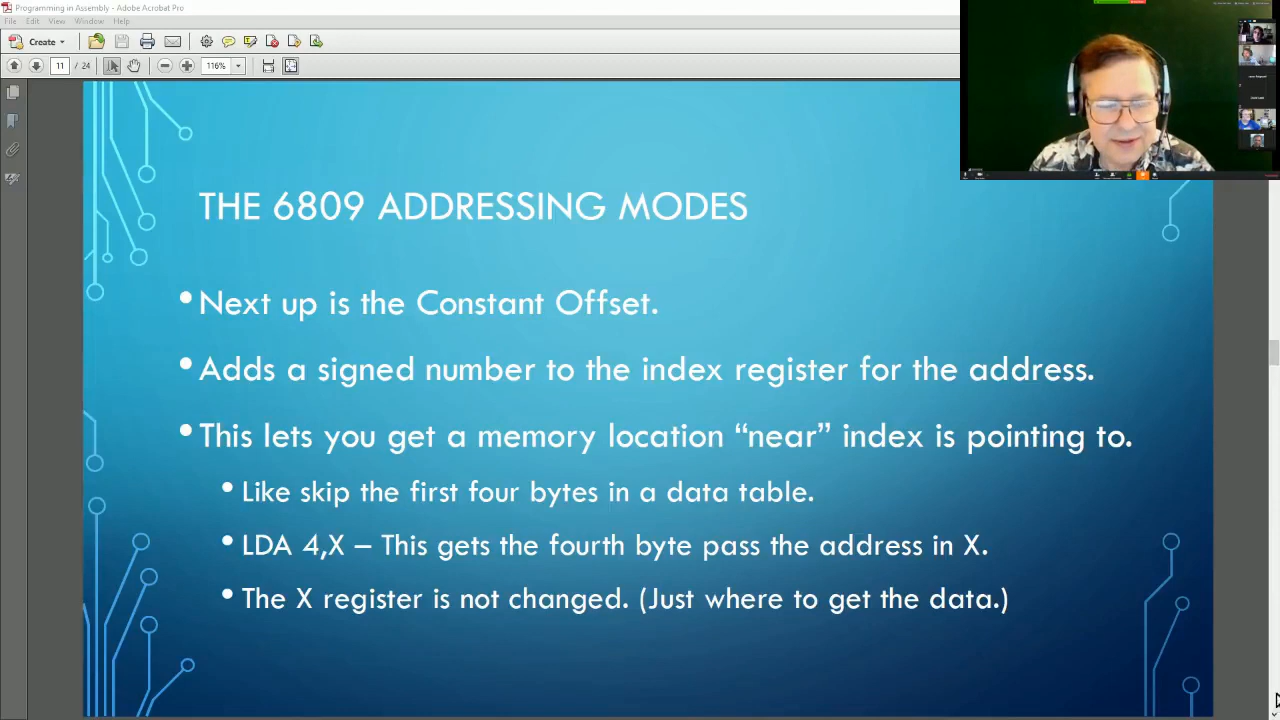 Programming in Assembly - Adobe Acrobat Pro
File Edit View Window Help
Create
11 / 24
116%
THE 6809 ADDRESSING MODES
•Next up is the Constant Offset.
•Adds a signed number to the index register for the address.
•This lets you get a memory location “near” index is pointing to.
•Like skip the first four bytes in a data table.
•LDA 4,X – This gets the fourth byte pass the address in X.
•The X register is not changed. (Just where to get the data.)